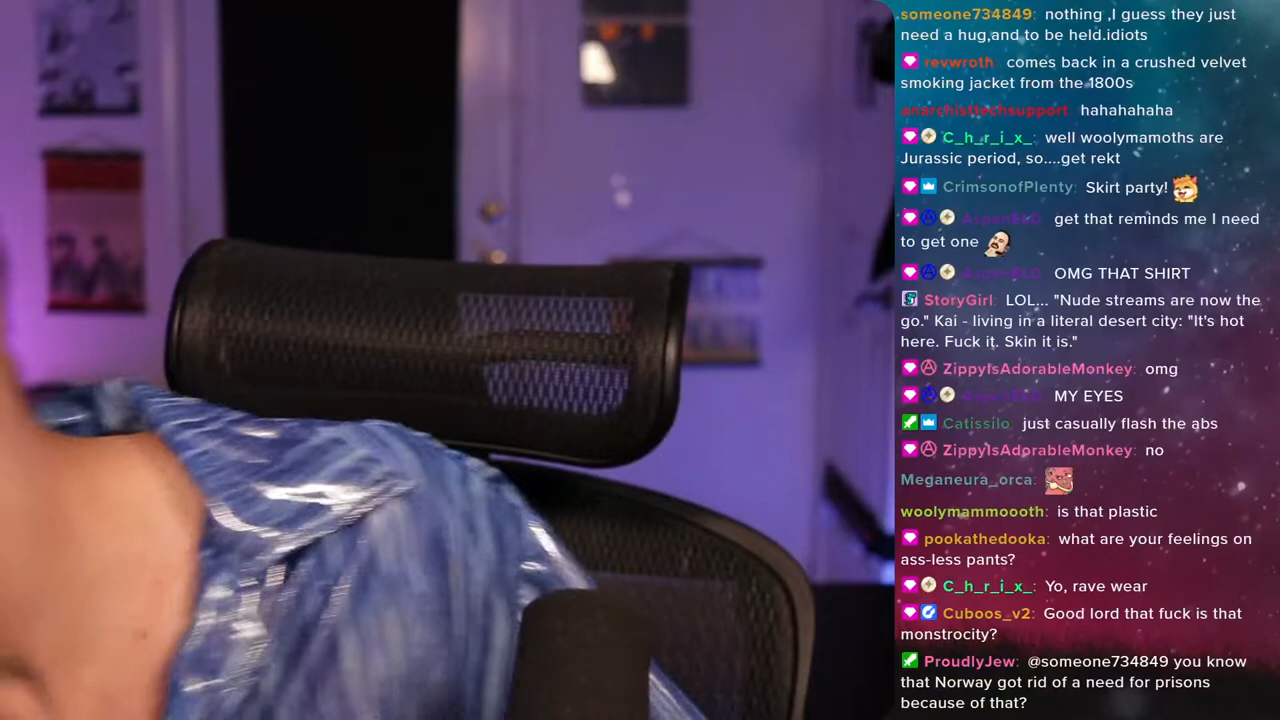 someone734849: nothing ,I guess they just
need a hug,and to be held.idiots
revwroth: comes back in a crushed velvet
smoking jacket from the 1800s
anarchisttechsupport: hahahahaha
C_h_r_i_x_: well woolymamoths are
Jurassic period, so....get rekt
CrimsonofPlenty: Skirt party!
AspenELD: get that reminds me I need
to get one
AspenELD: OMG THAT SHIRT
StoryGirl: LOL... "Nude streams are now the
go." Kai - living in a literal desert city: "It's hot
here. Fuck it. Skin it is."
ZippyIsAdorableMonkey: omg
AspenELD: MY EYES
Catissilo: just casually flash the abs
ZippyIsAdorableMonkey: no
Meganeura_orca:
woolymammoooth: is that plastic
pookathedooka: what are your feelings on
ass-less pants?
C_h_r_i_x_: Yo, rave wear
Cuboos_v2: Good lord that fuck is that
monstrocity?
ProudlyJew: @someone734849 you know
that Norway got rid of a need for prisons
because of that?